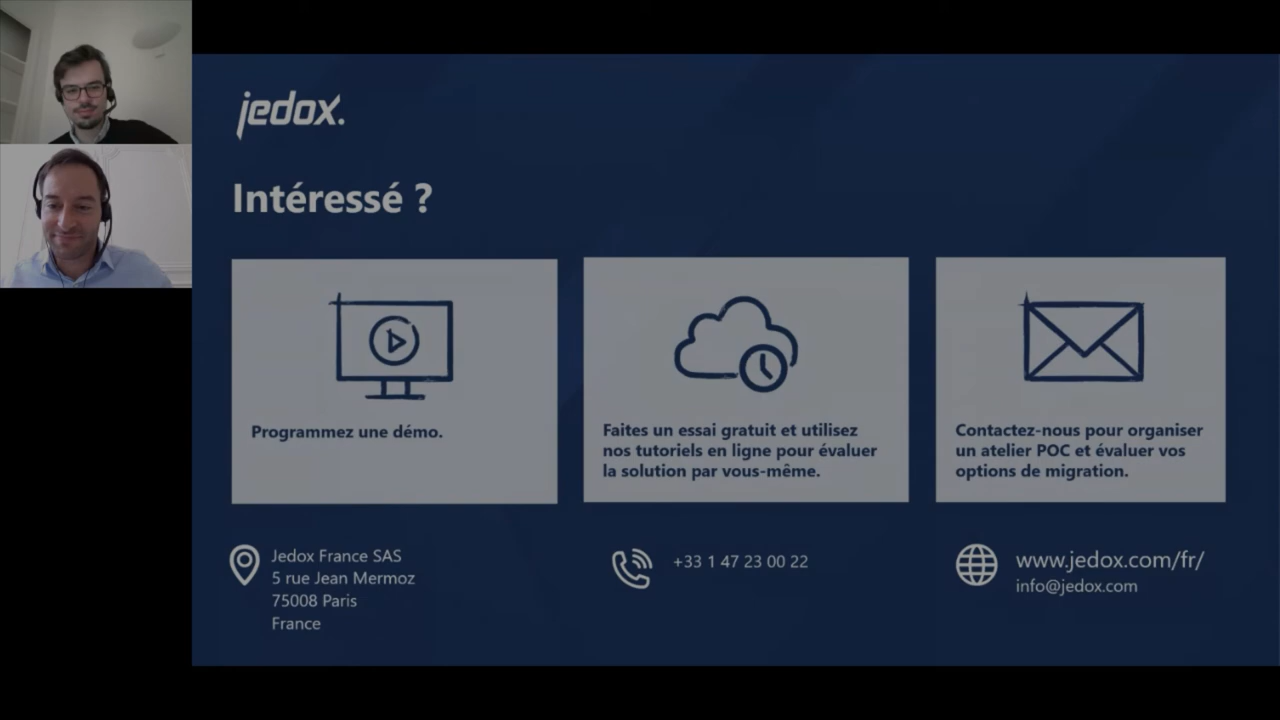 jedox.
Intéressé ?
Programmez une démo.
Faites un essai gratuit et utilisez
nos tutoriels en ligne pour évaluer
la solution par vous-même.
Contactez-nous pour organiser
un atelier POC et évaluer vos
options de migration.
Jedox France SAS
5 rue Jean Mermoz
75008 Paris
France
+33 1 47 23 00 22
www.jedox.com/fr/
info@jedox.com